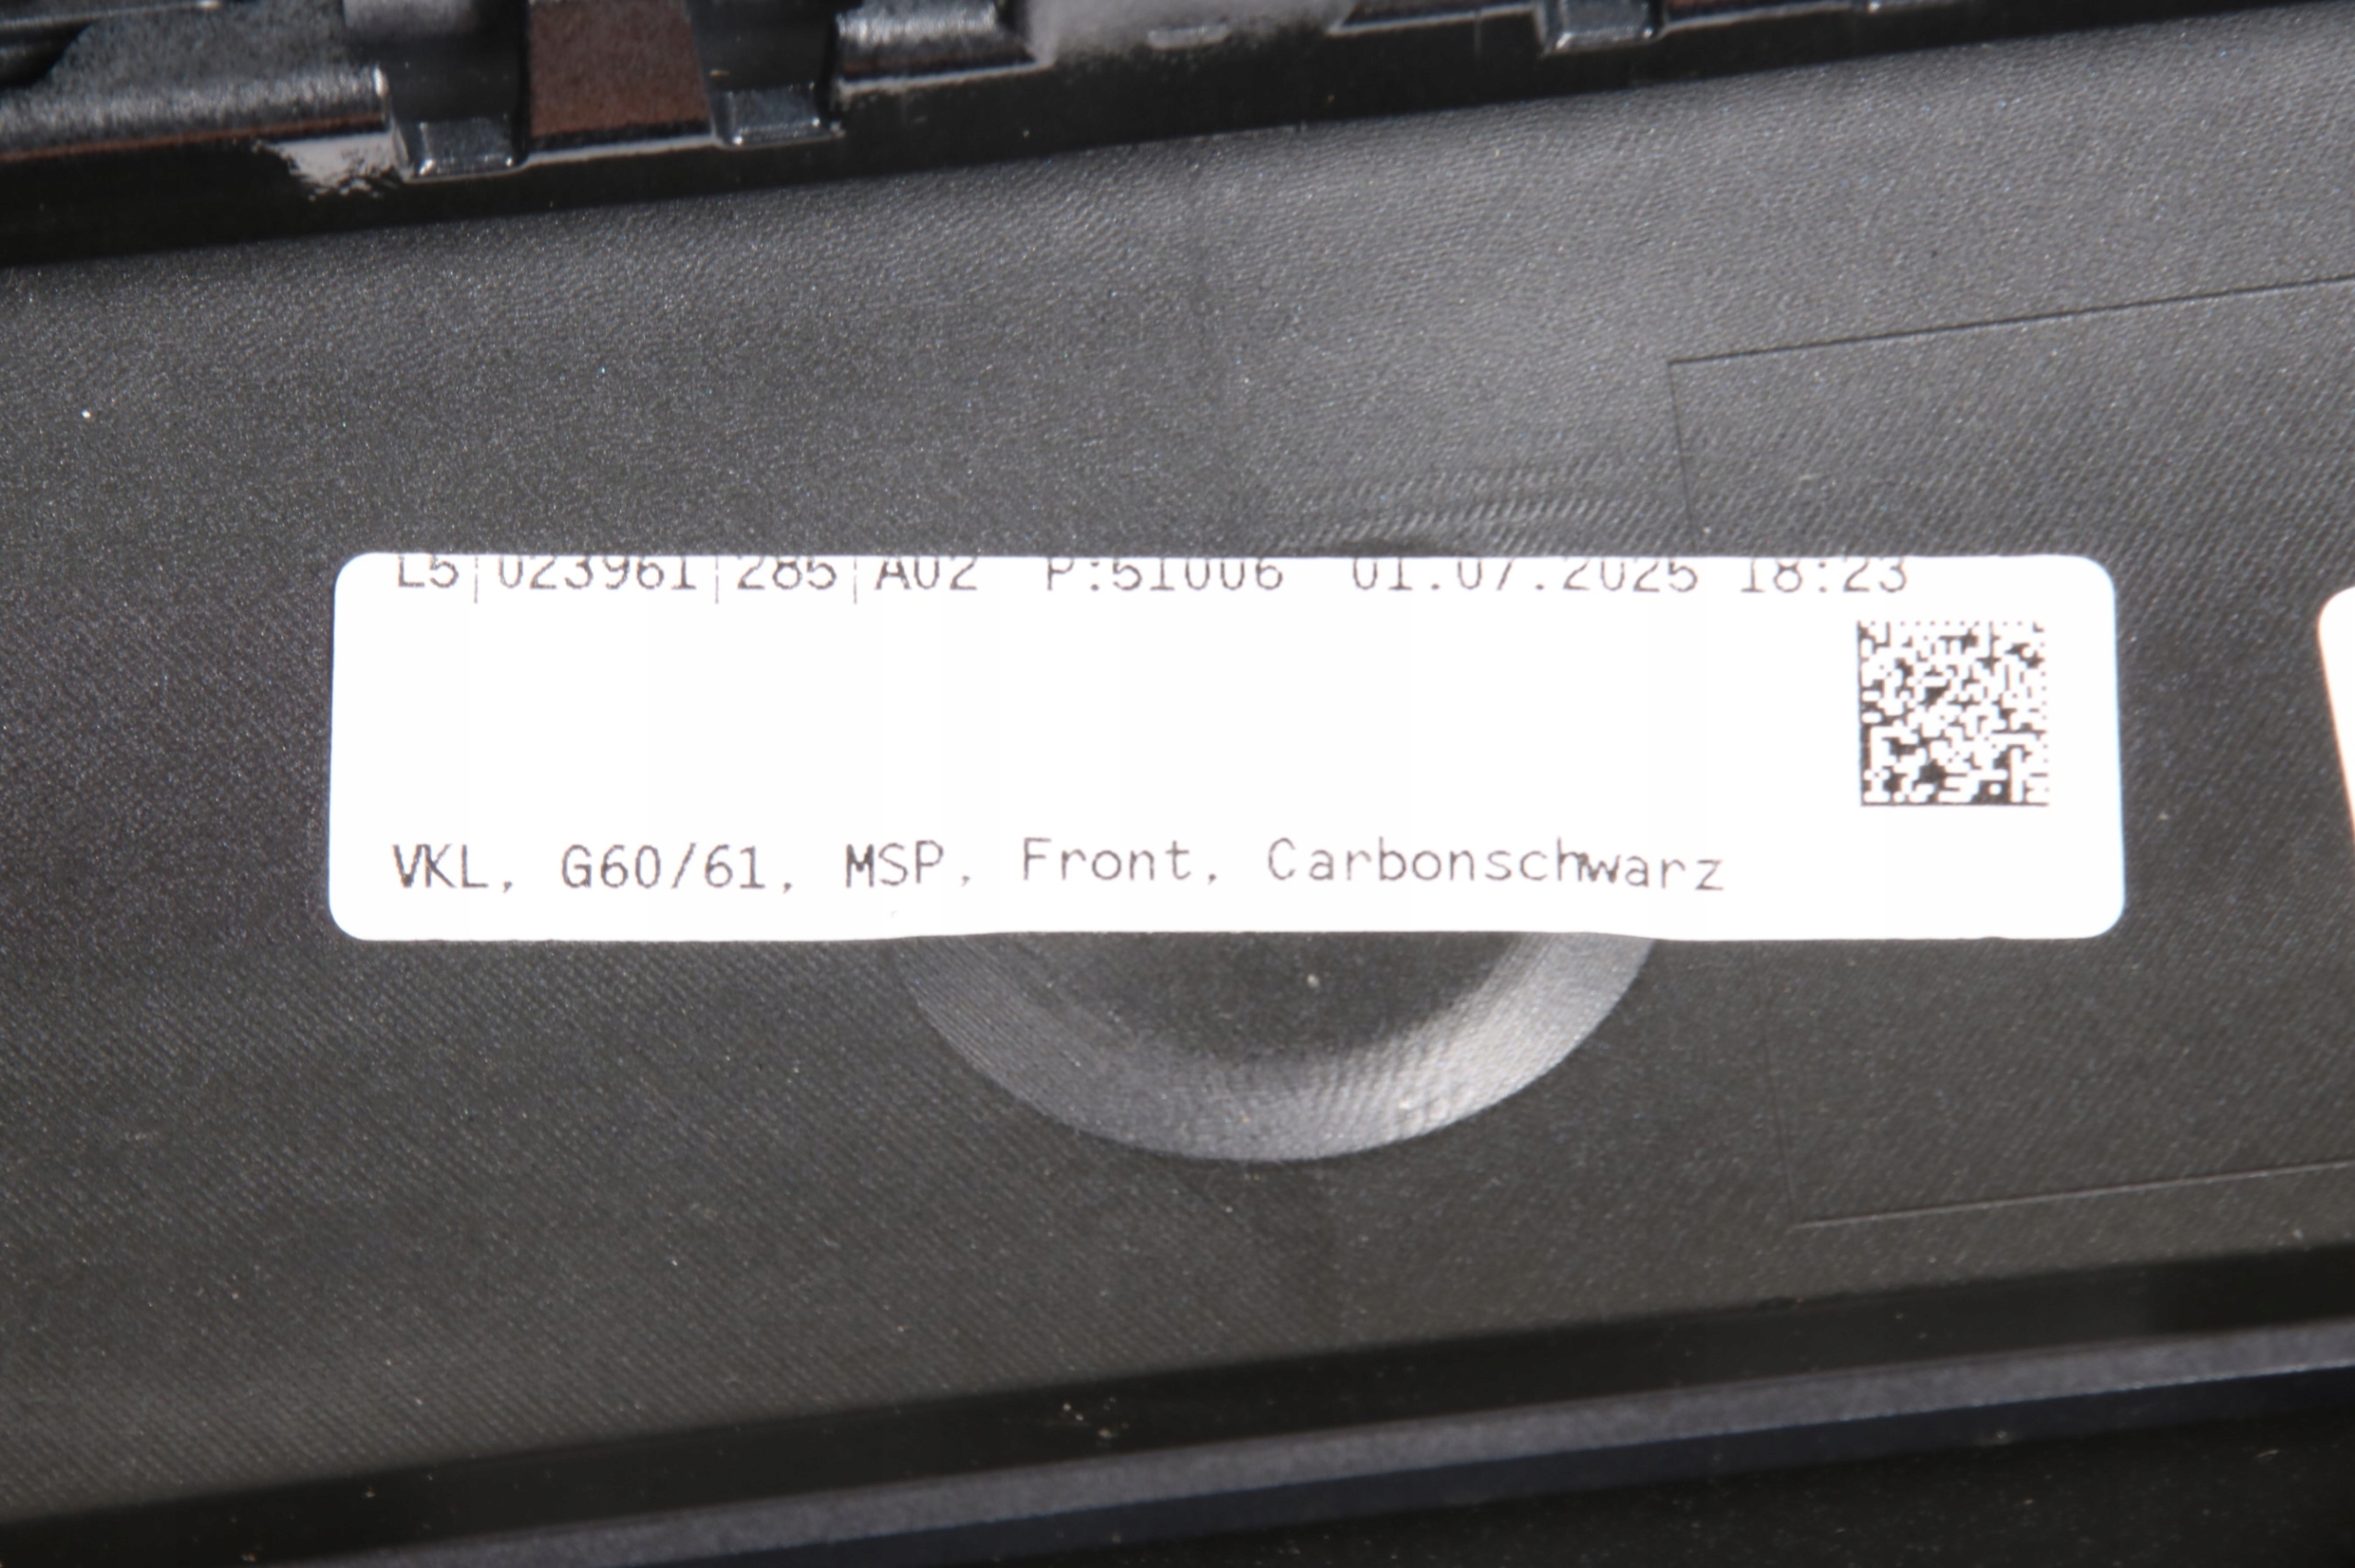 L5|023961|285|A02 P:51006 01.07.2025 18:23
VKL, G60/61, MSP, Front, Carbonschwarz